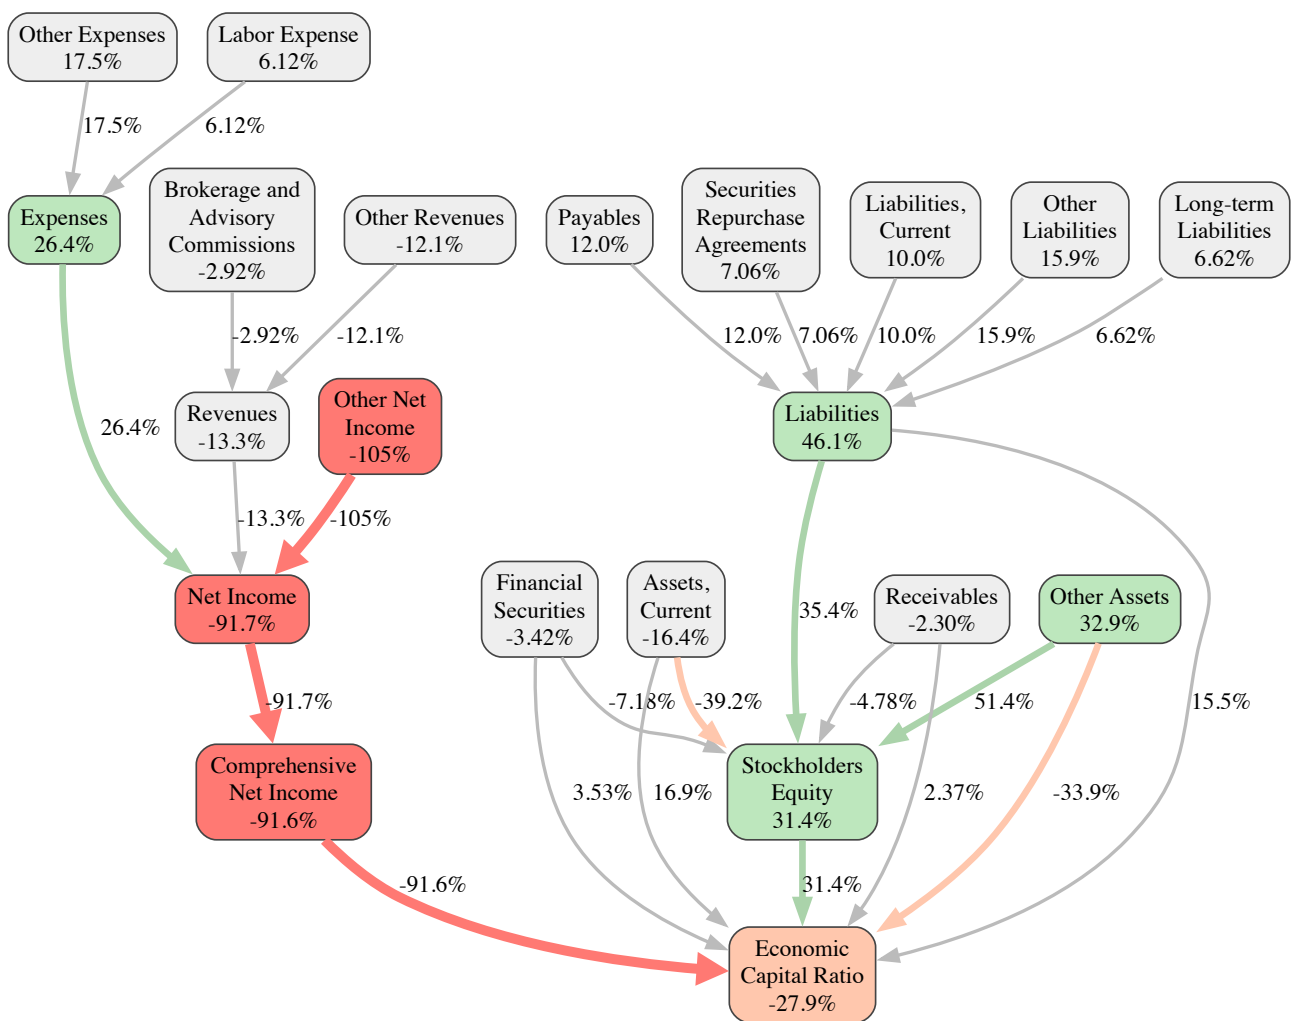 Other Expenses
17.5%
Labor Expense
6.12%
17.5%
6.12%
Expenses
26.4%
Brokerage and
Advisory
Commissions
-2.92%
Other Revenues
-12.1%
Payables
12.0%
Securities
Repurchase
Agreements
7.06%
Liabilities,
Current
10.0%
Other
Liabilities
15.9%
Long-term
Liabilities
6.62%
-2.92%
-12.1%
12.0%
7.06%
10.0%
15.9%
6.62%
26.4%
Revenues
-13.3%
Other Net
Income
-105%
Liabilities
46.1%
-13.3%
-105%
Net Income
-91.7%
Financial
Securities
-3.42%
Assets,
Current
-16.4%
35.4%
Receivables
-2.30%
Other Assets
32.9%
-91.7%
-7.18%
-39.2%
-4.78%
51.4%
15.5%
Comprehensive
Net Income
-91.6%
3.53%
16.9%
Stockholders
Equity
31.4%
2.37%
-33.9%
-91.6%
31.4%
Economic
Capital Ratio
-27.9%